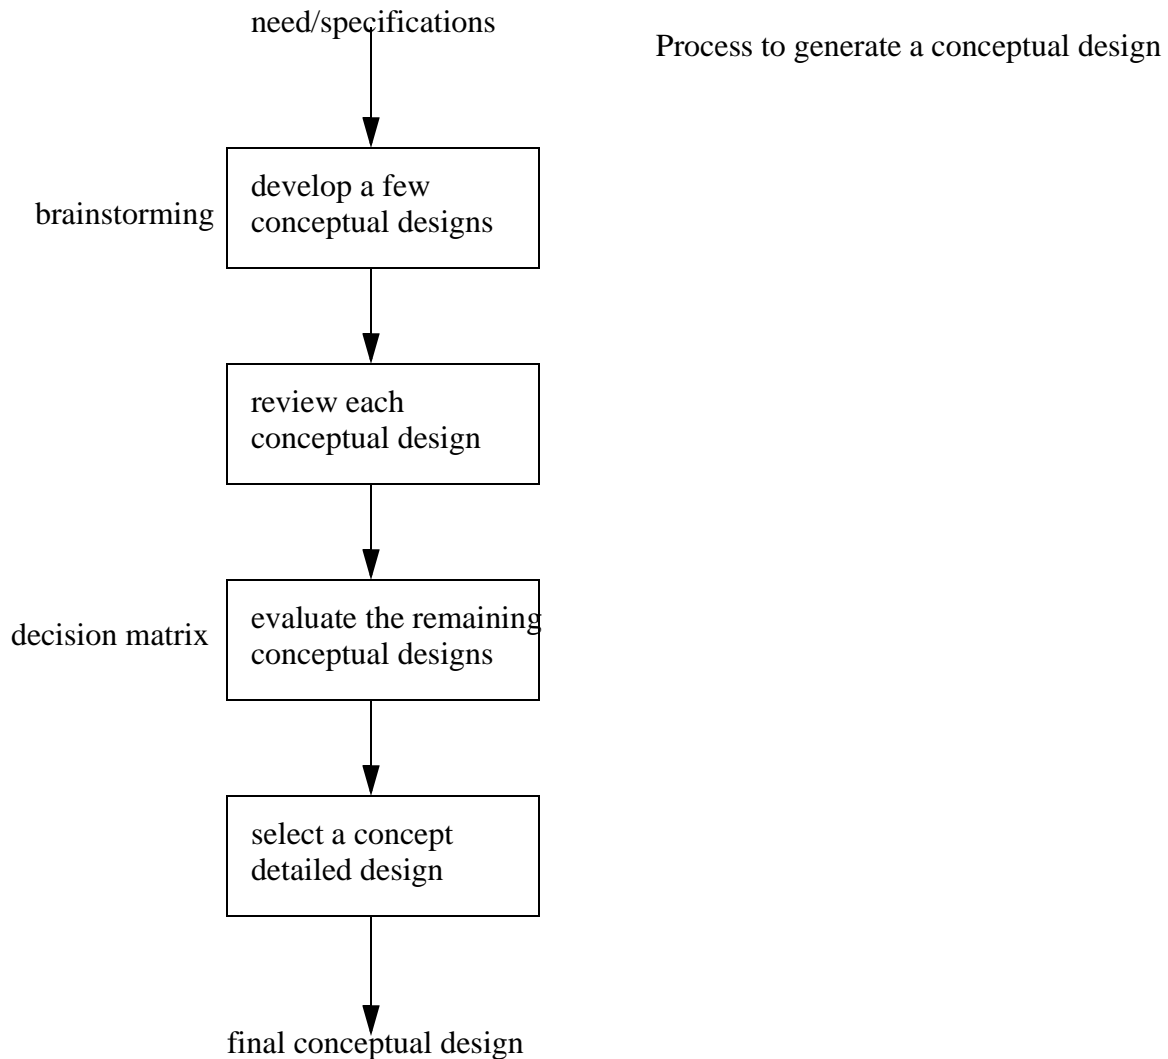 need/specifications
Process to generate a conceptual design
develop a few
conceptual designs
brainstorming
review each
conceptual design
evaluate the remaining
conceptual designs
decision matrix
select a concept
detailed design
final conceptual design